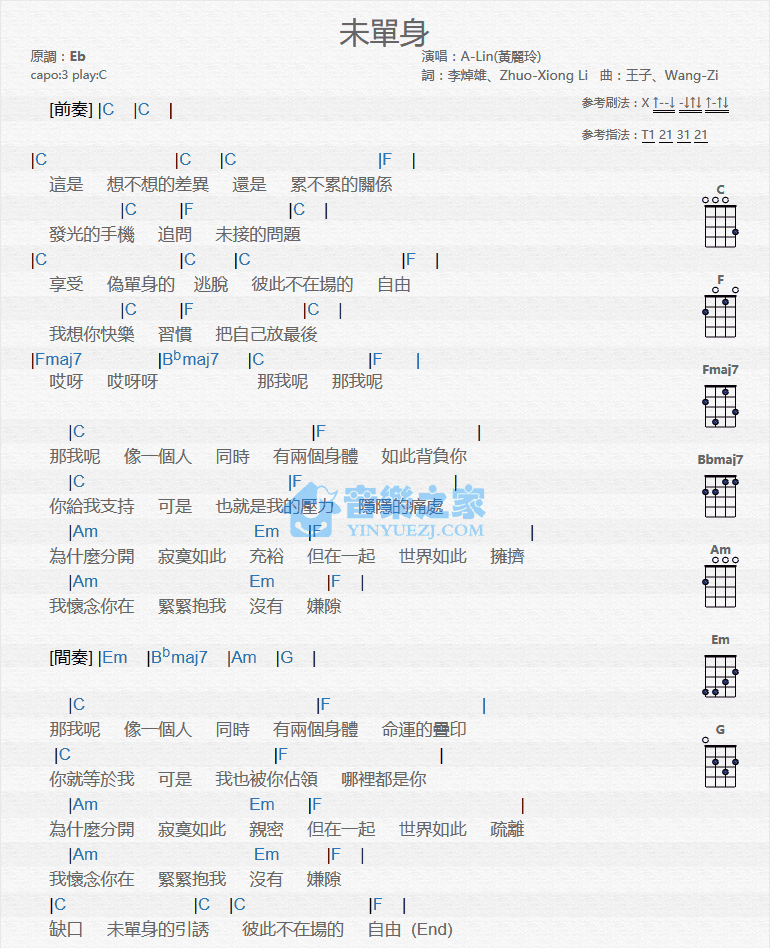 未單身
原調：Eb
capo:3 play:C
演唱：A-Lin(黃麗玲)
詞：李焯雄、Zhuo-Xiong Li 曲：王子、Wang-Zi
参考刷法：X ↑--↓ -↓↑↓ ↑-↑↓
参考指法：T1 21 31 21
[前奏] |C |C |
|C |C |C |F |
這是 想不想的差異 還是 累不累的關係
|C |F |C |
發光的手機 追問 未接的問題
|C |C |C |F |
享受 偽單身的 逃脫 彼此不在場的 自由
|C |F |C |
我想你快樂 習慣 把自己放最後
|Fmaj7 |Bbmaj7 |C |F |
哎呀 哎呀呀 那我呢 那我呢
|C |F |
那我呢 像一個人 同時 有兩個身體 如此背負你
|C |F |
你給我支持 可是 也就是我的壓力 隱隱的痛處
|Am Em |F |
為什麼分開 寂寞如此 充裕 但在一起 世界如此 擁擠
|Am Em |F |
我懷念你在 緊緊抱我 沒有 嫌隙
[間奏] |Em |Bbmaj7 |Am |G |
|C |F |
那我呢 像一個人 同時 有兩個身體 命運的疊印
|C |F |
你就等於我 可是 我也被你佔領 哪裡都是你
|Am Em |F |
為什麼分開 寂寞如此 親密 但在一起 世界如此 疏離
|Am Em |F |
我懷念你在 緊緊抱我 沒有 嫌隙
|C |C |C |F |
缺口 未單身的引誘 彼此不在場的 自由 (End)
C
F
Fmaj7
Bbmaj7
Am
Em
G
音樂之家
YINYUEZJ.COM